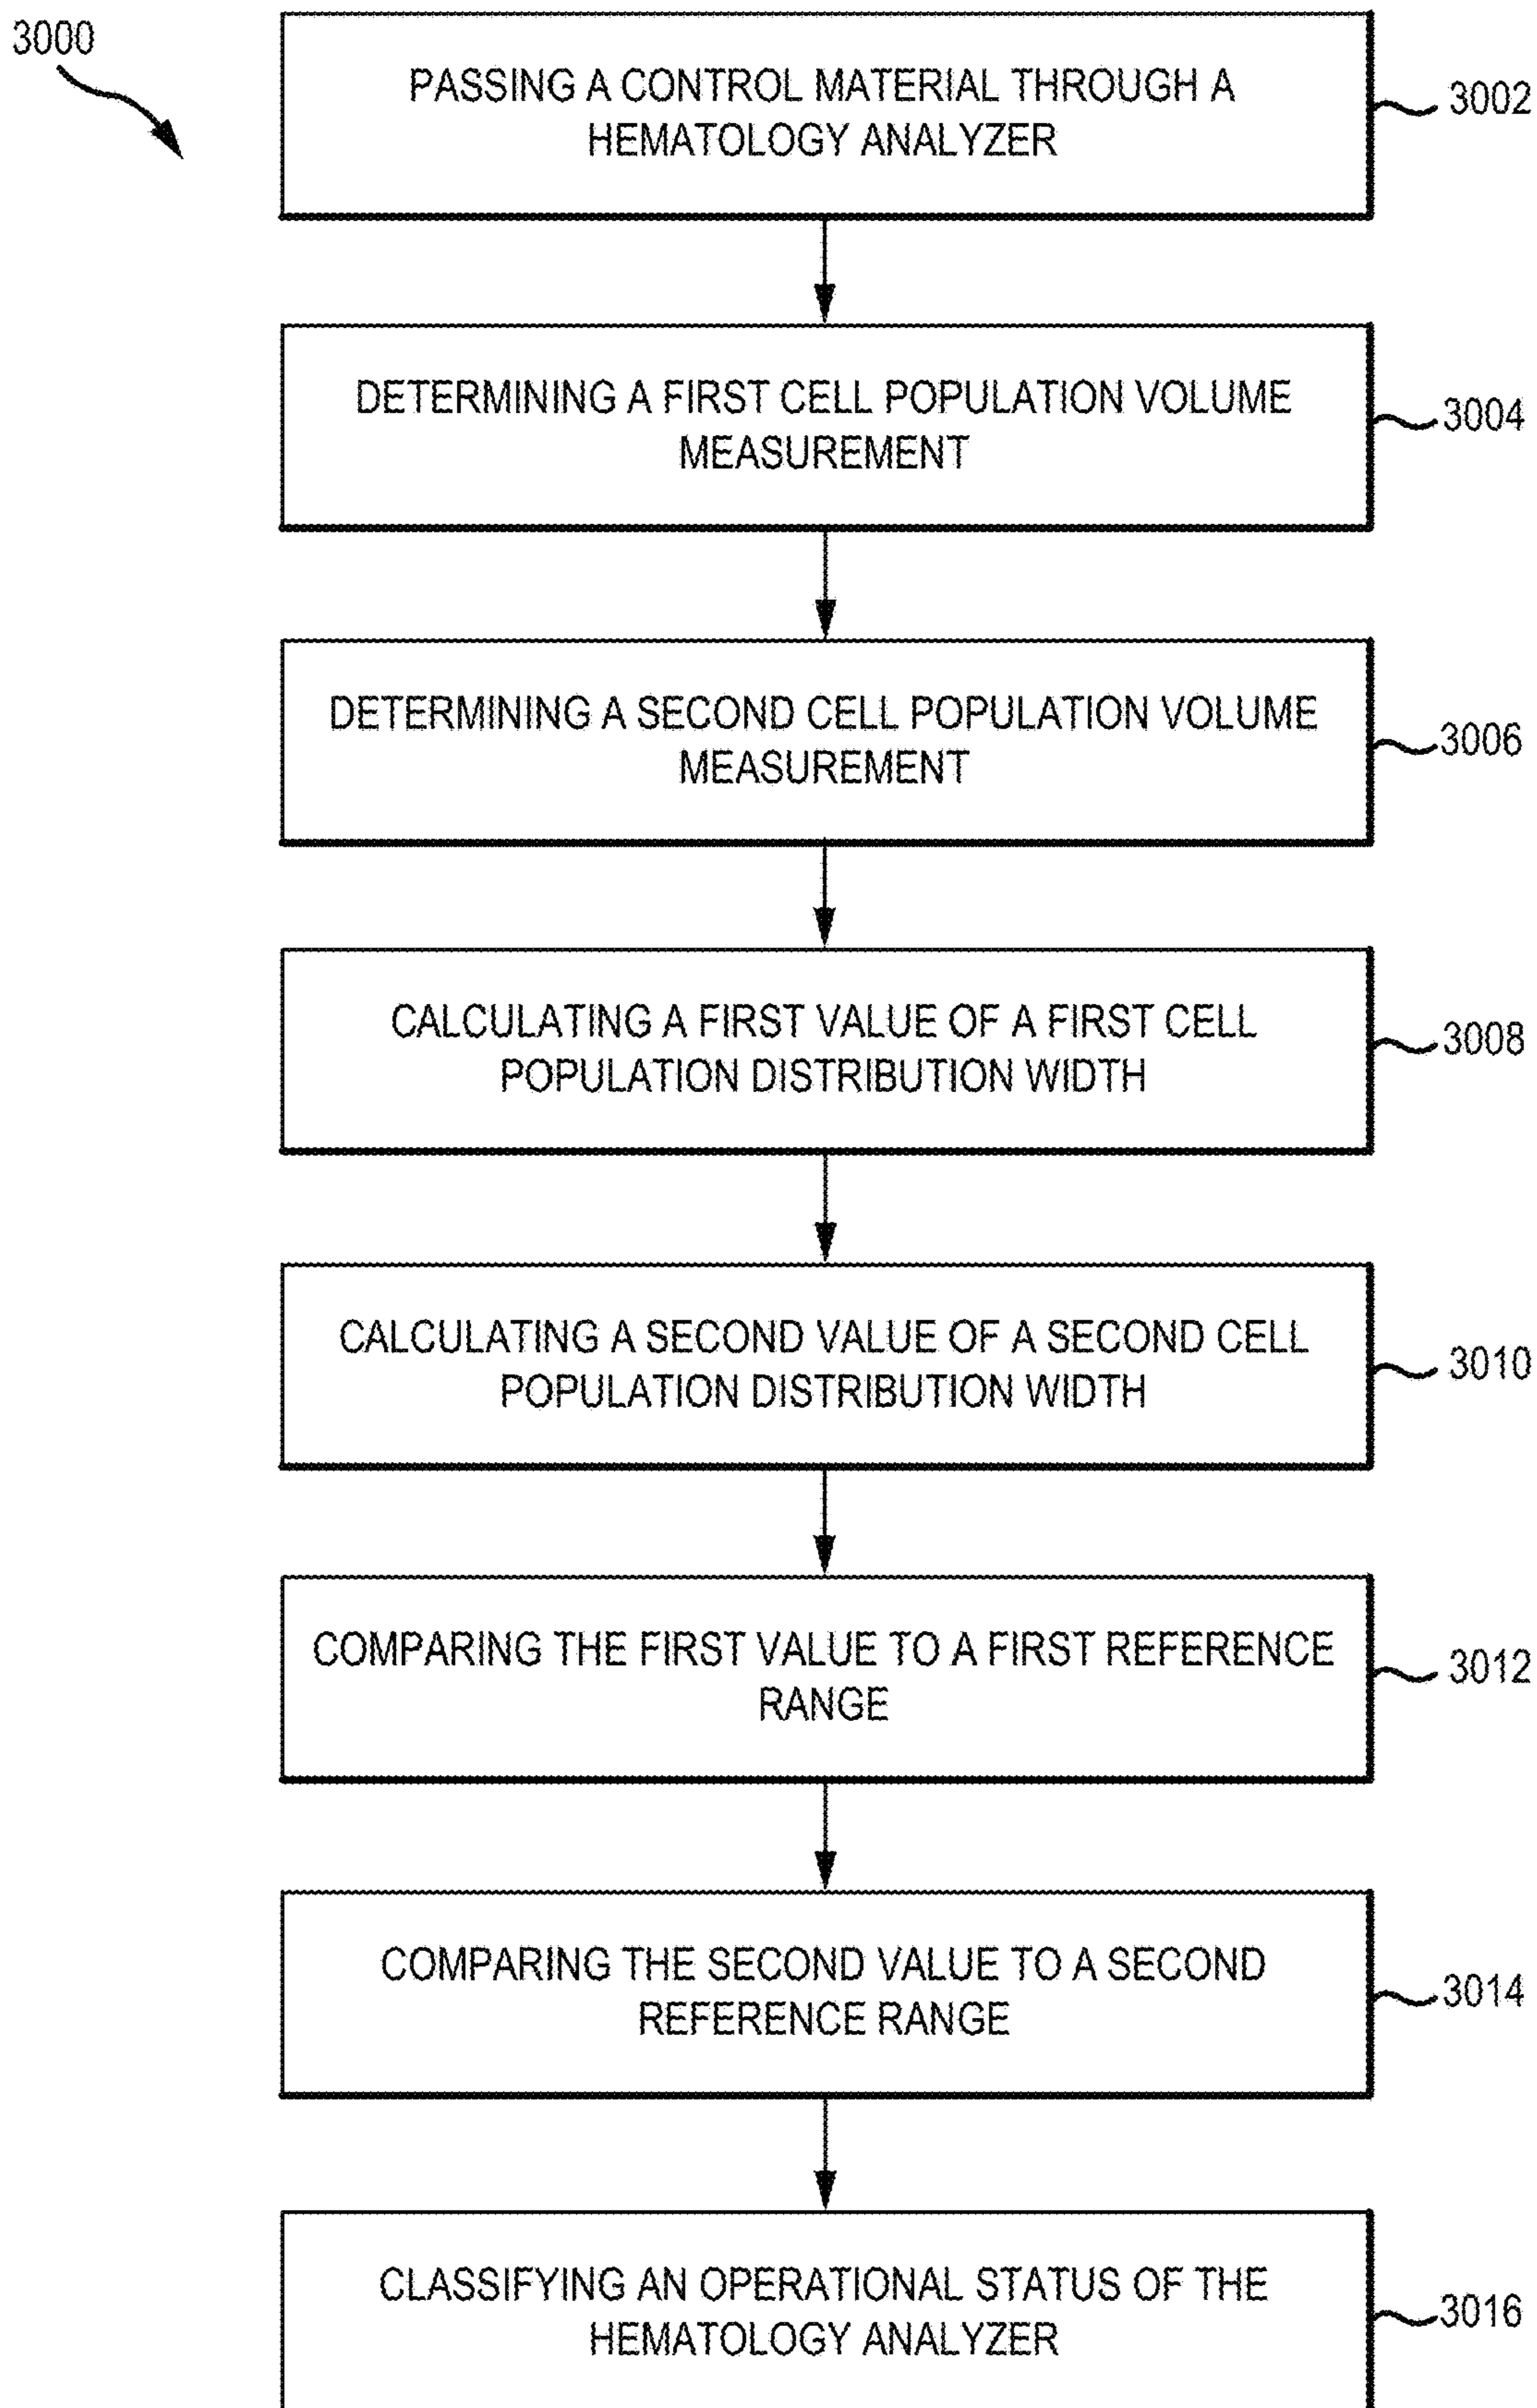 3000
PASSING A CONTROL MATERIAL THROUGH A
HEMATOLOGY ANALYZER
3002
DETERMINING A FIRST CELL POPULATION VOLUME
MEASUREMENT
3004
DETERMINING A SECOND CELL POPULATION VOLUME
MEASUREMENT
3006
CALCULATING A FIRST VALUE OF A FIRST CELL
POPULATION DISTRIBUTION WIDTH
3008
CALCULATING A SECOND VALUE OF A SECOND CELL
POPULATION DISTRIBUTION WIDTH
3010
COMPARING THE FIRST VALUE TO A FIRST REFERENCE
RANGE
3012
COMPARING THE SECOND VALUE TO A SECOND
REFERENCE RANGE
3014
CLASSIFYING AN OPERATIONAL STATUS OF THE
HEMATOLOGY ANALYZER
3016